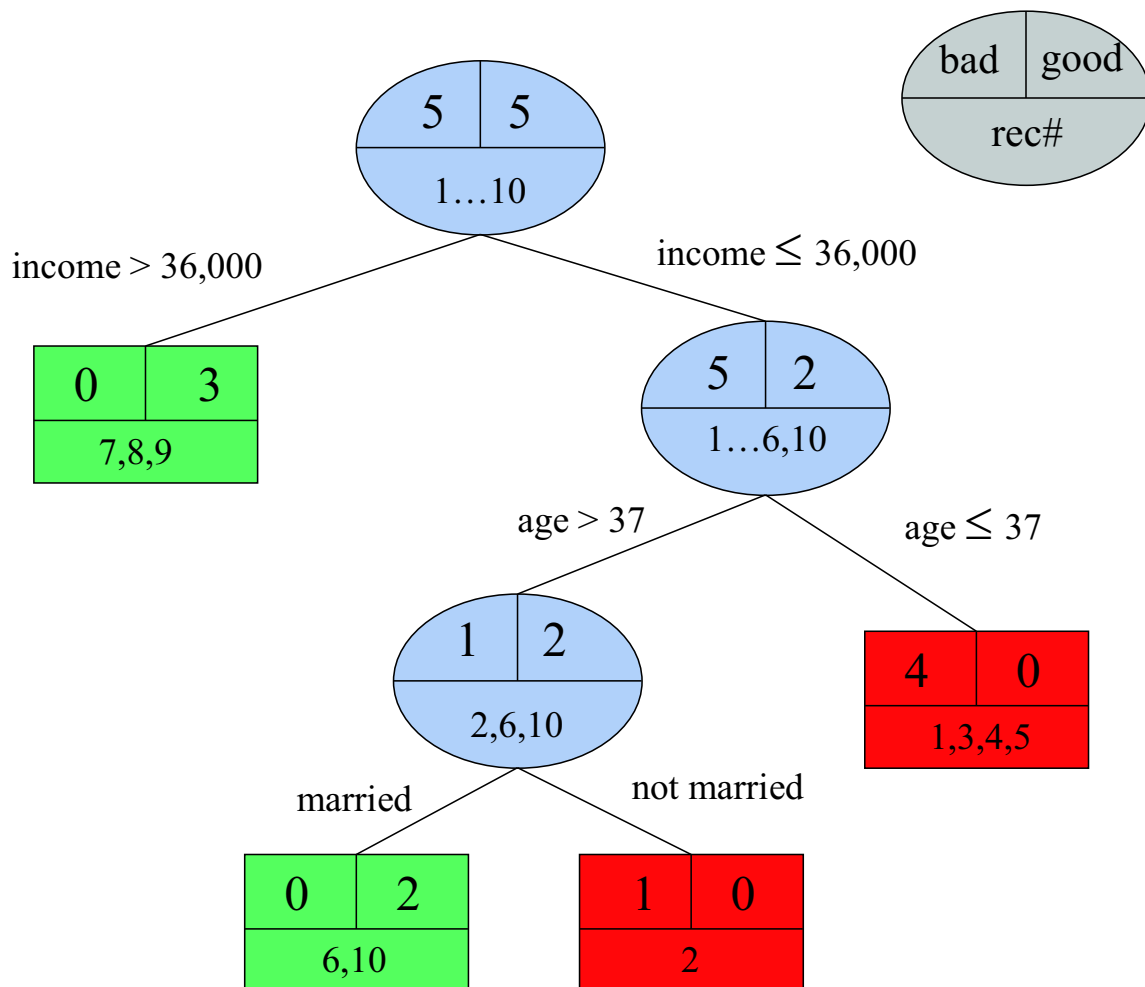 bad good
rec#
5 5
1…10
income > 36,000
income ≤ 36,000
0 3
7,8,9
5 2
1…6,10
age > 37
age ≤ 37
1 2
2,6,10
4 0
1,3,4,5
married
not married
0 2
6,10
1 0
2